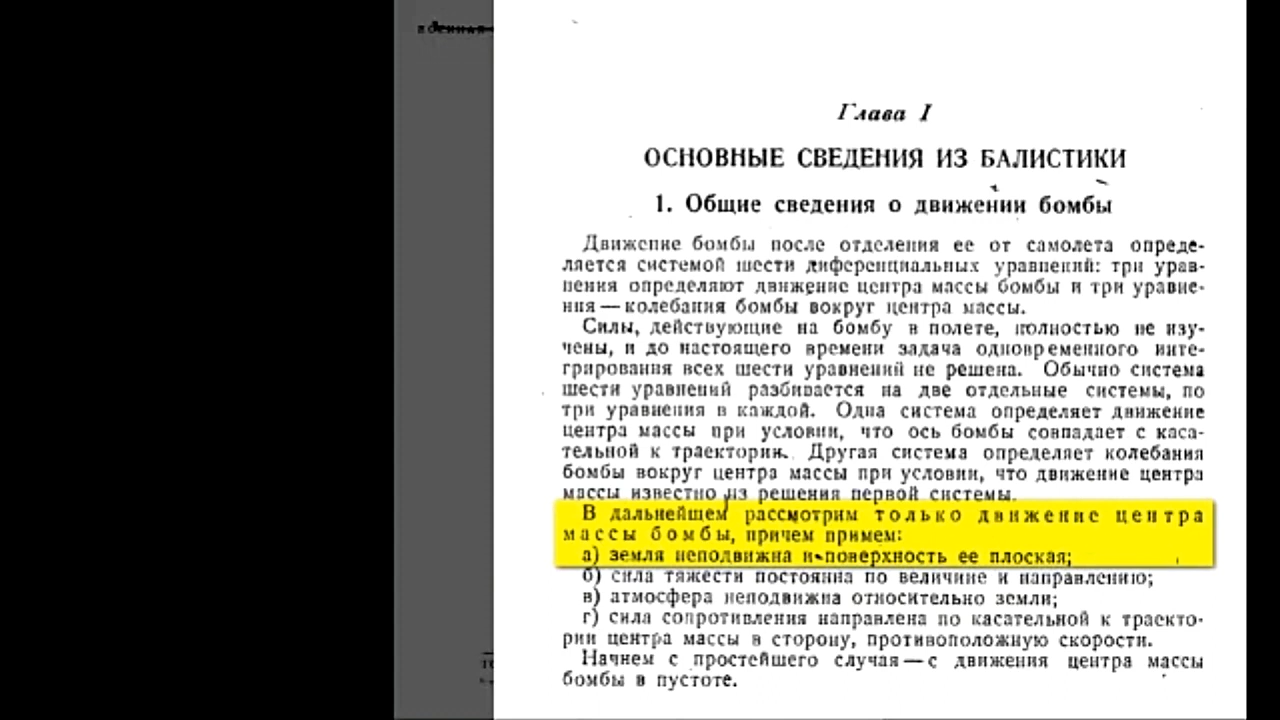 Глава I
ОСНОВНЫЕ СВЕДЕНИЯ ИЗ БАЛИСТИКИ
1. Общие сведения о движении бомбы
Движение бомбы после отделения ее от самолета опреде-
ляется системой шести диференциальных уравнений: три урав-
нения определяют движение центра массы бомбы и три уравне-
ния — колебания бомбы вокруг центра массы.
Силы, действующие на бомбу в полете, полностью не изу-
чены, и до настоящего времени задача одновременного инте-
грирования всех шести уравнений не решена. Обычно система
шести уравнений разбивается на две отдельные системы, по
три уравнения в каждой. Одна система определяет движение
центра массы при условии, что ось бомбы совпадает с каса-
тельной к траектории. Другая система определяет колебания
бомбы вокруг центра массы при условии, что движение центра
массы известно из решения первой системы.
В дальнейшем рассмотрим только движение центра
массы бомбы, причем примем:
а) земля неподвижна и поверхность ее плоская;
б) сила тяжести постоянна по величине и направлению;
в) атмосфера неподвижна относительно земли;
г) сила сопротивления направлена по касательной к траекто-
рии центра массы в сторону, противоположную скорости.
Начнем с простейшего случая — с движения центра массы
бомбы в пустоте.